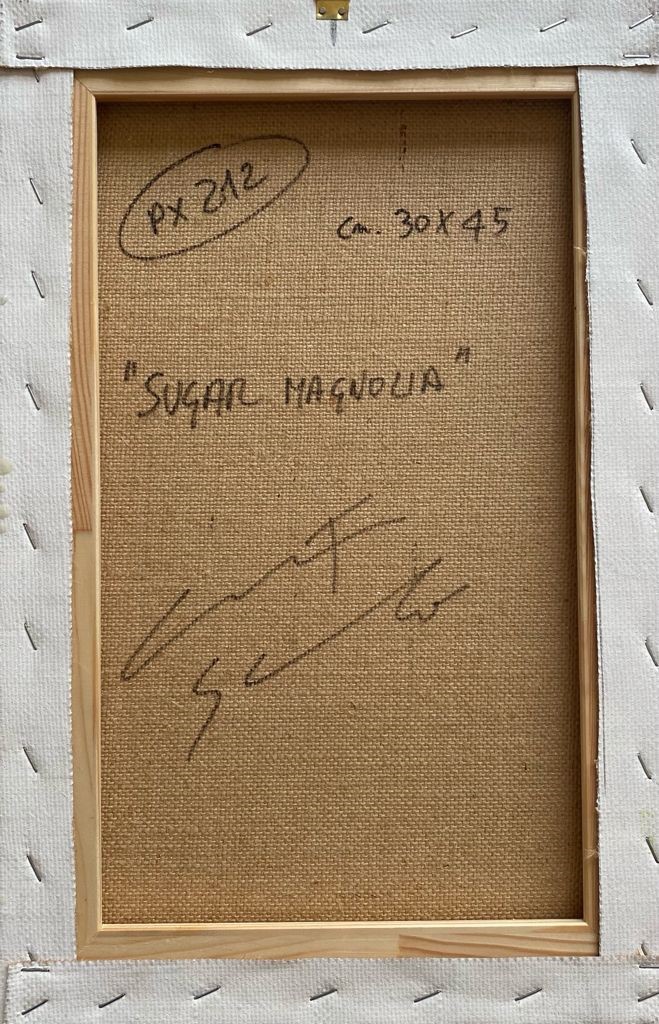 PX 212
cm. 30X45
"SUGAR MAGNOLIA"